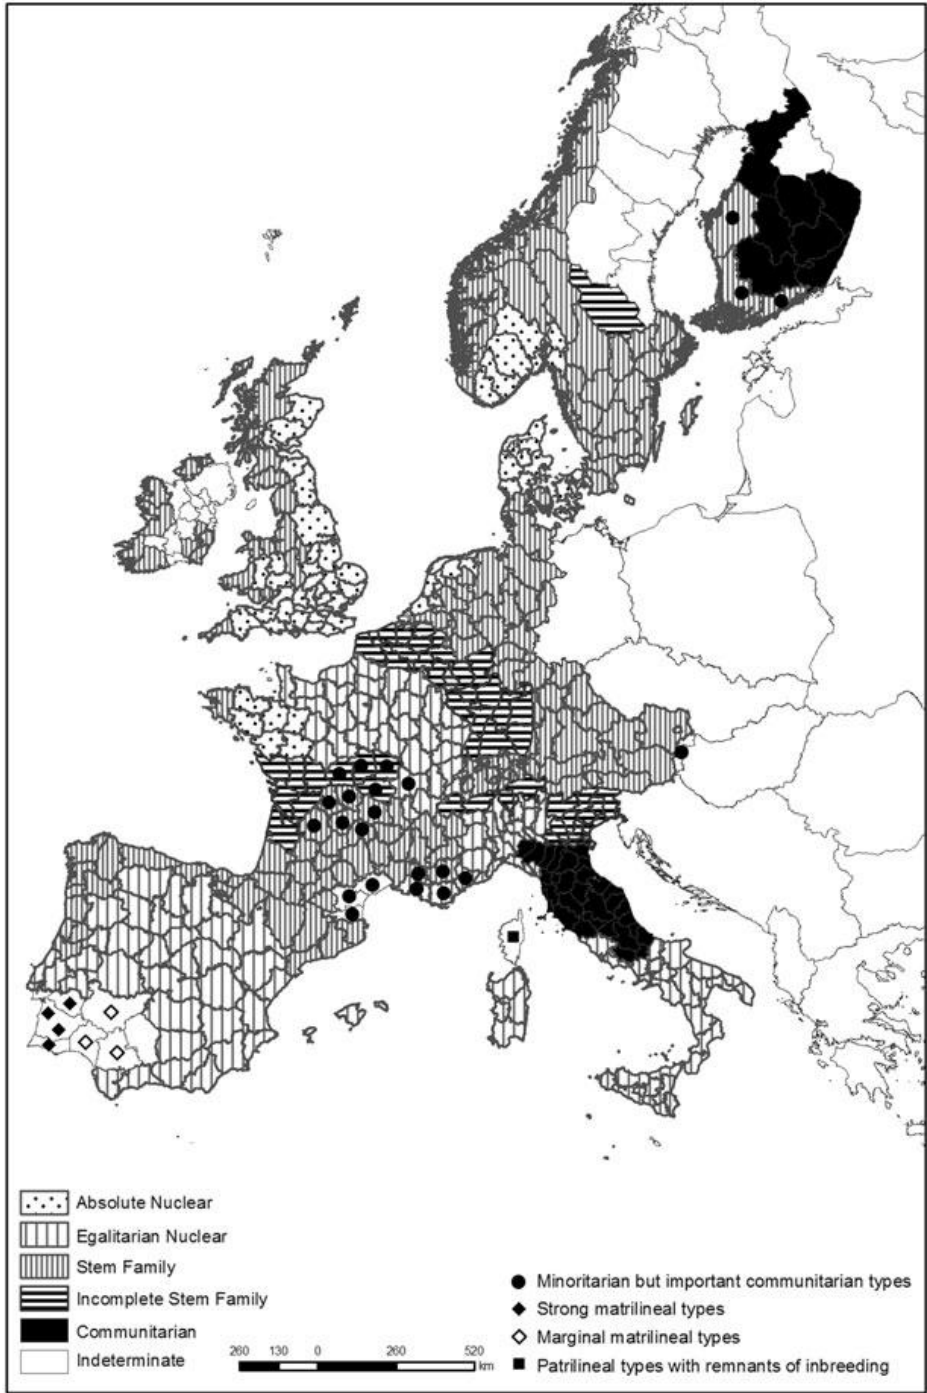 Absolute Nuclear
Egalitarian Nuclear
Stem Family
Incomplete Stem Family
Communitarian
Indeterminate
260 130 0 260 520
km
Minoritarian but important communitarian types
Strong matrilineal types
Marginal matrilineal types
Patrilineal types with remnants of inbreeding